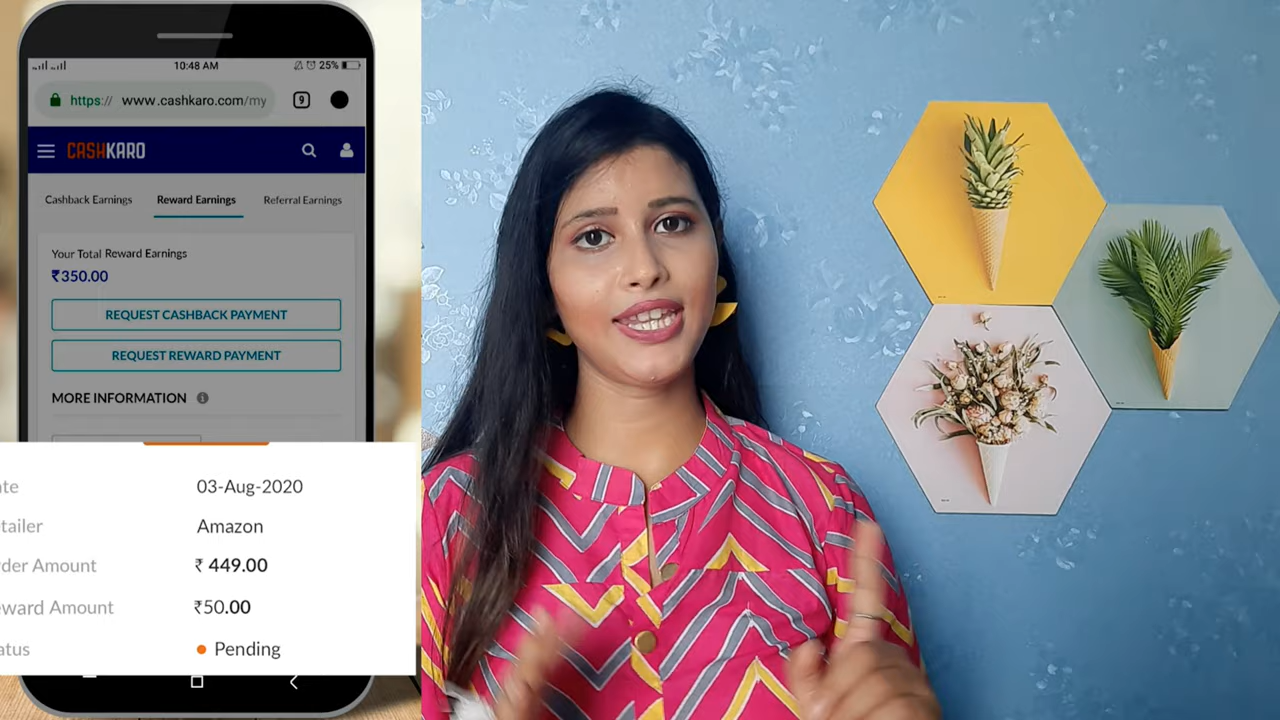 10:48 AM
25%
https:// www.cashkaro.com/my
9
CASHKARO
Cashback Earnings Reward Earnings Referral Earnings
Your Total Reward Earnings
₹350.00
REQUEST CASHBACK PAYMENT
REQUEST REWARD PAYMENT
MORE INFORMATION
ate 03-Aug-2020
etailer Amazon
rder Amount ₹ 449.00
eward Amount ₹50.00
atus Pending